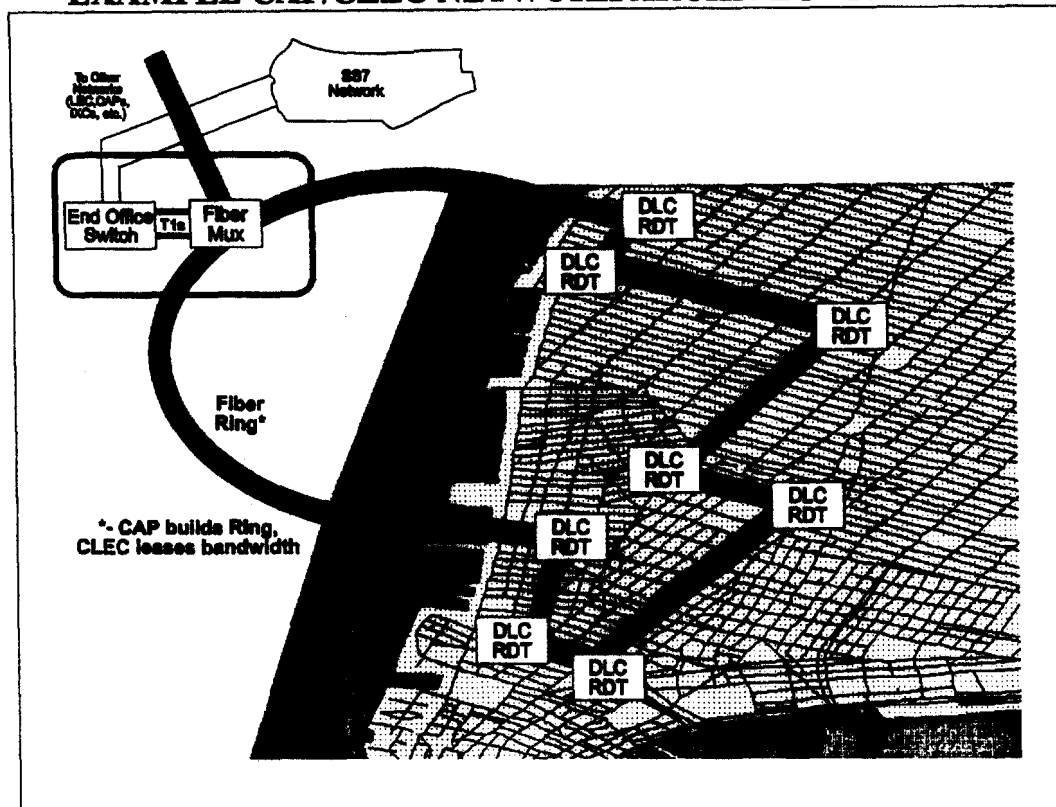 To Other
Networks
(LEC, CAPs,
IXCs, etc.)
SS7
Network
End Office
Switch
T1s
Fiber
Mux
DLC
RDT
DLC
RDT
DLC
RDT
Fiber
Ring*
DLC
RDT
DLC
RDT
*- CAP builds Ring,
CLEC leases bandwidth
DLC
RDT
DLC
RDT
DLC
RDT